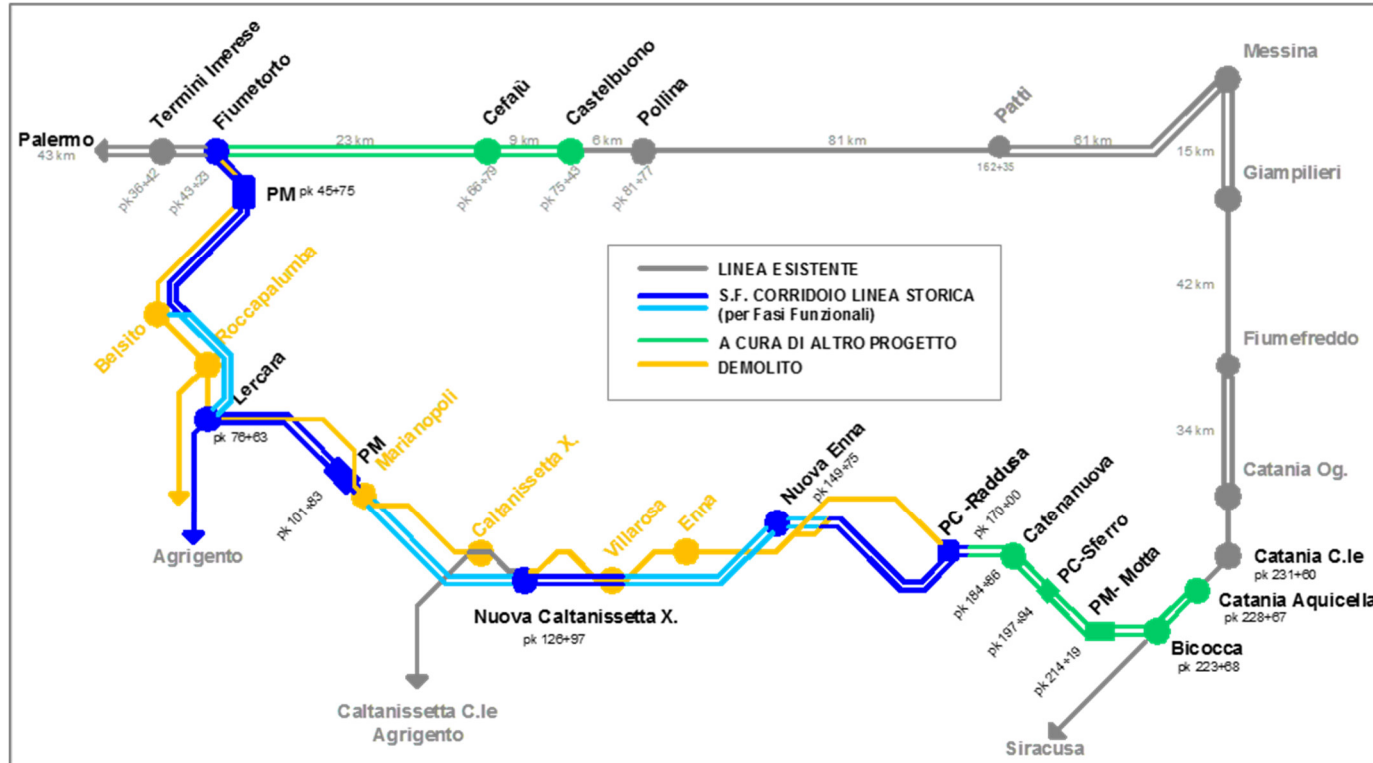 Messina
Termini Imerese
Fiumetorto
Cefalù
Castelbuono
Pollina
Patti
Palermo
43 km
23 km
9 km
6 km
81 km
61 km
15 km
pk 36+42
pk 43+23
pk 66+79
pk 75+43
pk 81+77
162+35
Giampilieri
PM pk 45+75
LINEA ESISTENTE
S.F. CORRIDOIO LINEA STORICA
(per Fasi Funzionali)
A CURA DI ALTRO PROGETTO
DEMOLITO
42 km
Belsito
Roccapalumba
Fiumefreddo
Lercara
pk 76+63
34 km
Marianopoli
PM
pk 101+83
Catania Og.
Caltanissetta X.
Villarosa
Enna
Nuova Enna
pk 149+75
PC -Raddusa
pk 170+00
Catenanuova
pk 184+86
PC-Sferro
pk 197+94
PM- Motta
pk 214+19
Agrigento
Catania C.le
pk 231+60
Catania Aquicella
pk 228+67
Nuova Caltanissetta X.
pk 126+97
Bicocca
pk 223+68
Caltanissetta C.le
Agrigento
Siracusa